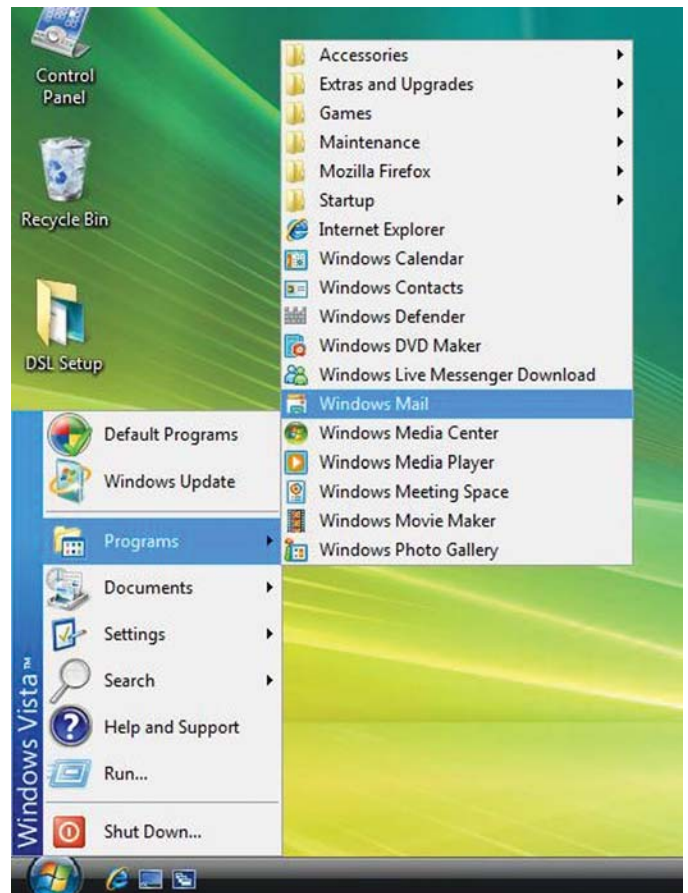 Control
Panel
Recycle Bin
DSL Setup
Accessories
Extras and Upgrades
Games
Maintenance
Mozilla Firefox
Startup
Internet Explorer
Windows Calendar
Windows Contacts
Windows Defender
Windows DVD Maker
Windows Live Messenger Download
Windows Mail
Windows Media Center
Windows Media Player
Windows Meeting Space
Windows Movie Maker
Windows Photo Gallery
Default Programs
Windows Update
Programs
Documents
Settings
Search
Help and Support
Run...
Shut Down...
Windows Vista™